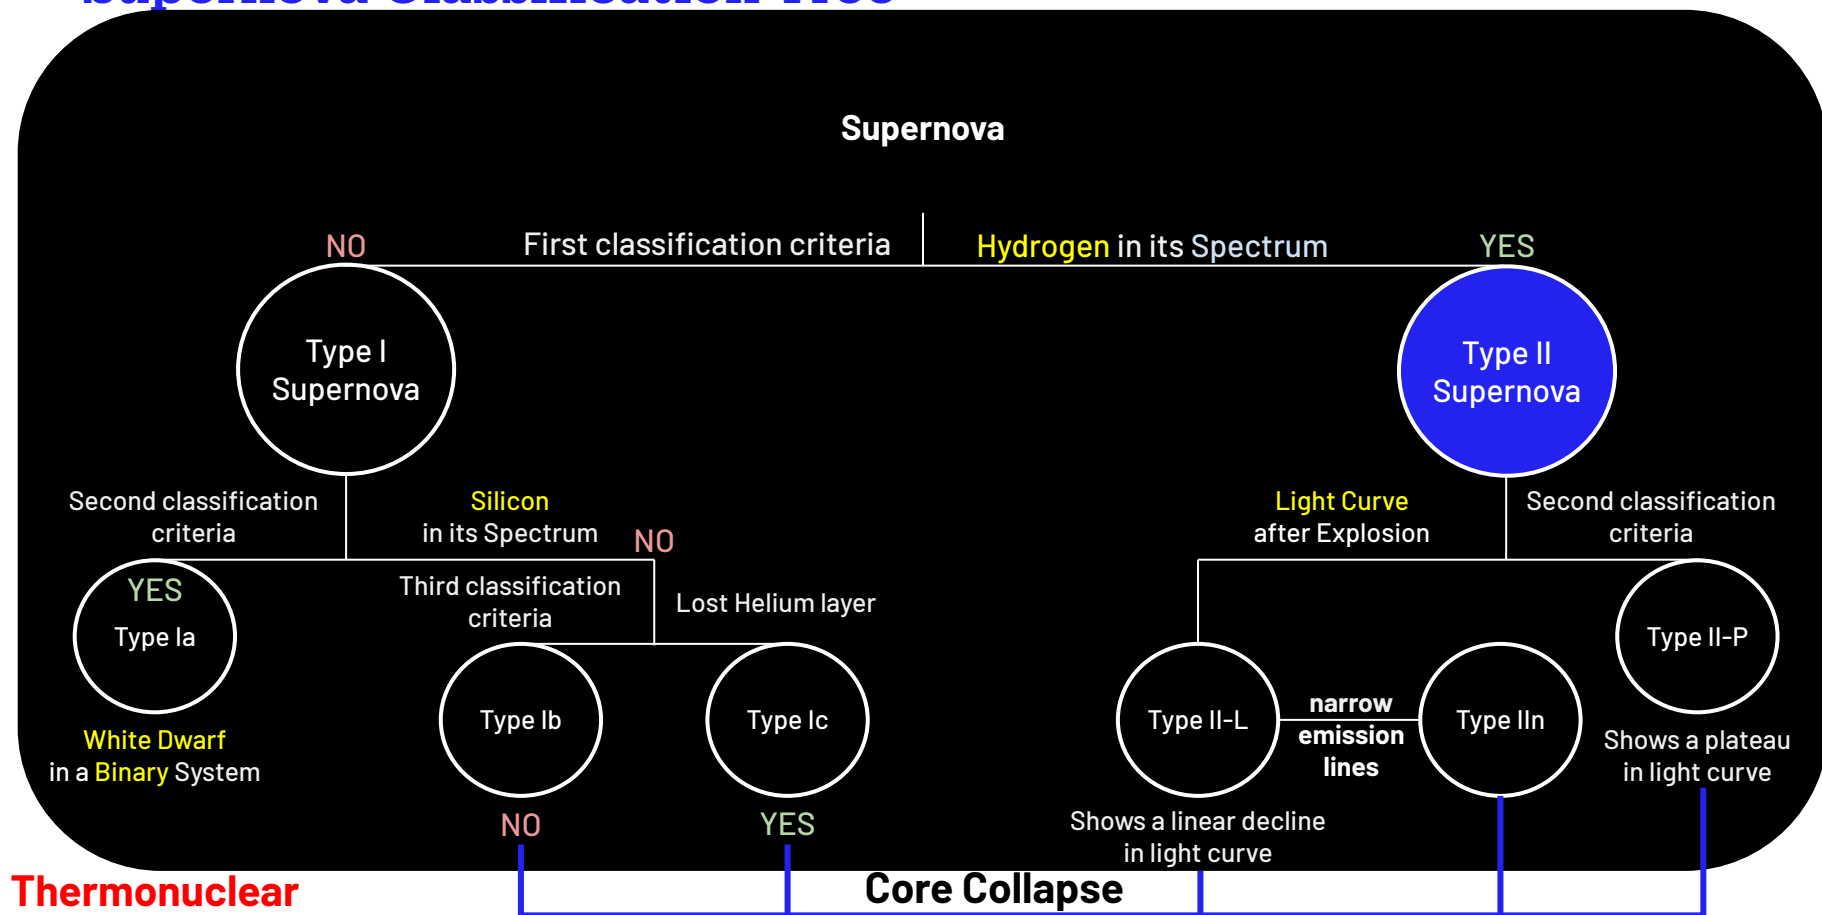 Supernova Classification Tree
Supernova
NO
First classification criteria
Hydrogen in its Spectrum
YES
Type I
Supernova
Type II
Supernova
Second classification
criteria
Silicon
in its Spectrum
NO
Light Curve
after Explosion
Second classification
criteria
YES
Type Ia
Third classification
criteria
Lost Helium layer
Type II-P
Type Ib
Type Ic
Type II-L
narrow
emission
lines
Type IIn
White Dwarf
in a Binary System
Shows a plateau
in light curve
NO
YES
Shows a linear decline
in light curve
Thermonuclear
Core Collapse